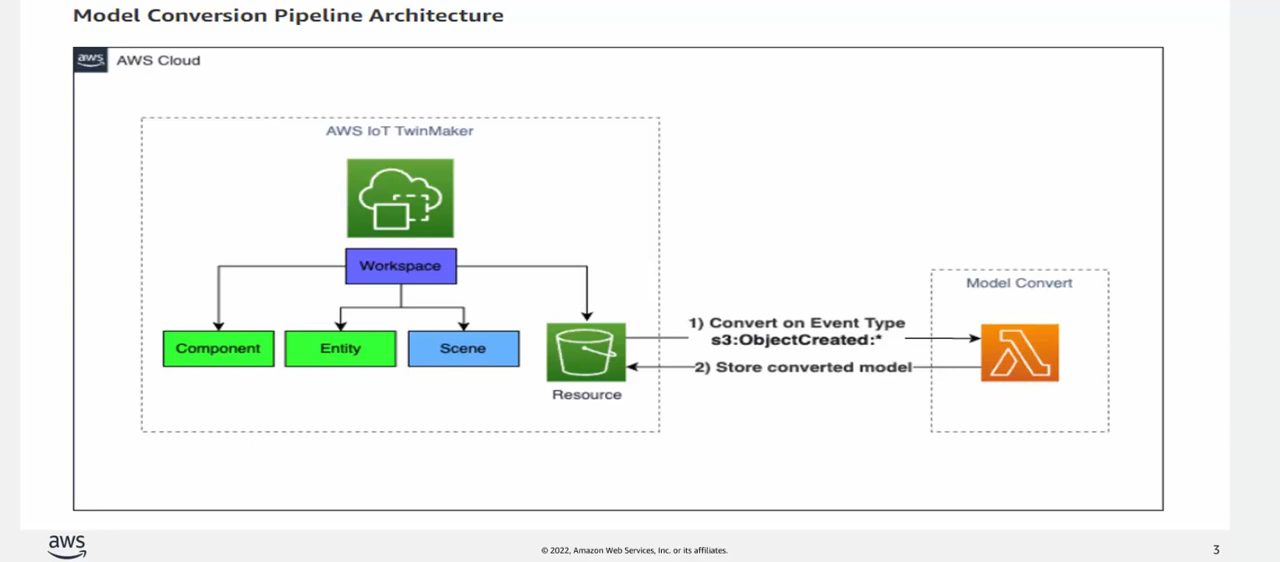 Model Conversion Pipeline Architecture
aws
AWS Cloud
AWS IoT TwinMaker
Workspace
Component
Entity
Scene
Resource
1) Convert on Event Type
s3:ObjectCreated:*
2) Store converted model
Model Convert
aws
© 2022, Amazon Web Services, Inc. or its affiliates.
3